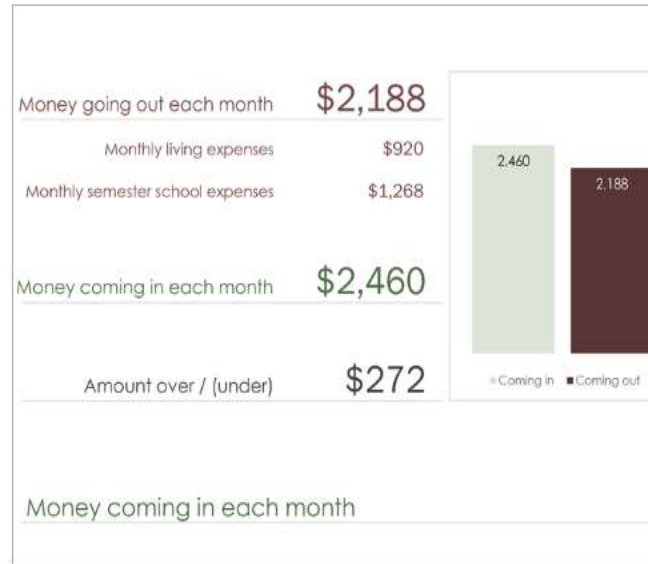 Money going out each month $2,188
Monthly living expenses $920
Monthly semester school expenses $1,268
Money coming in each month $2,460
Amount over / (under) $272
2.460
2.188
Coming in Coming out
Money coming in each month